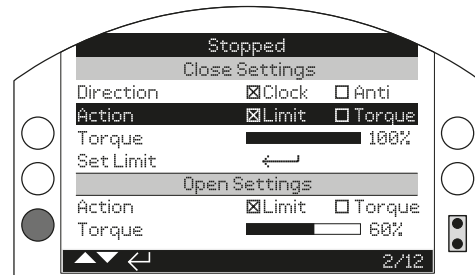 Stopped
Close Settings
Direction ☒Clock ☐Anti
Action ☒Limit ☐Torque
Torque 100%
Set Limit
Open Settings
Action ☒Limit ☐Torque
Torque 60%
2/12